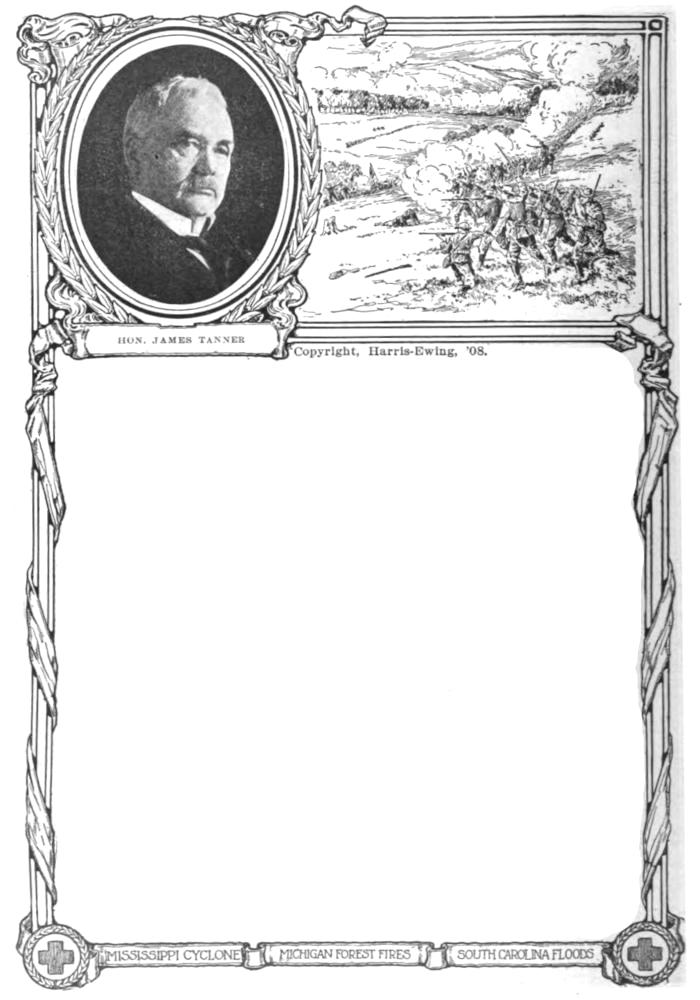 HON. JAMES TANNER
Copyright, Harris-Ewing, '08.
MISSISSIPPI CYCLONE
MICHIGAN FOREST FIRES
SOUTH CAROLINA FLOODS